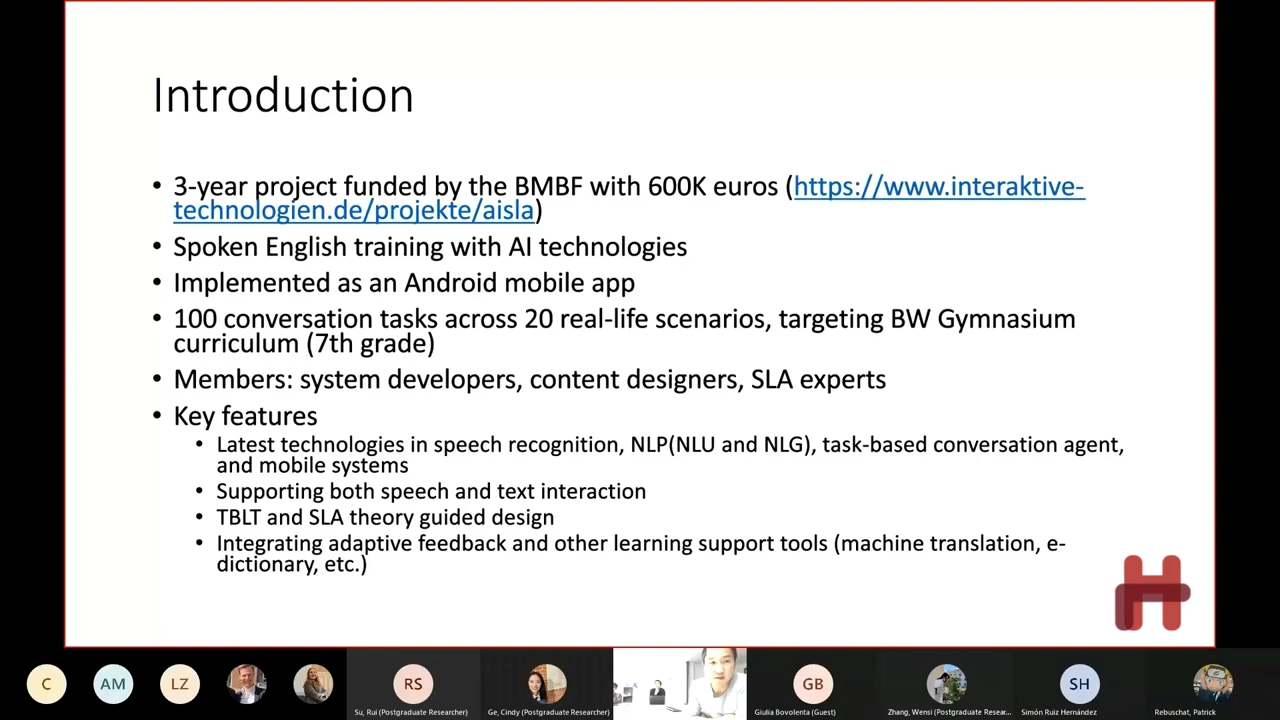 Introduction
• 3-year project funded by the BMBF with 600K euros (https://www.interaktive-
technologien.de/projekte/aisla)
• Spoken English training with AI technologies
• Implemented as an Android mobile app
• 100 conversation tasks across 20 real-life scenarios, targeting BW Gymnasium
curriculum (7th grade)
• Members: system developers, content designers, SLA experts
• Key features
• Latest technologies in speech recognition, NLP(NLU and NLG), task-based conversation agent,
and mobile systems
• Supporting both speech and text interaction
• TBLT and SLA theory guided design
• Integrating adaptive feedback and other learning support tools (machine translation, e-
dictionary, etc.)
C AM LZ RS GB SH
Su, Rui (Postgraduate Researcher) Ge, Cindy (Postgraduate Researcher) Giulia Bovolenta (Guest) Zhang, Wensi (Postgraduate Resear... Simón Ruiz Hernández Rebuschat, Patrick